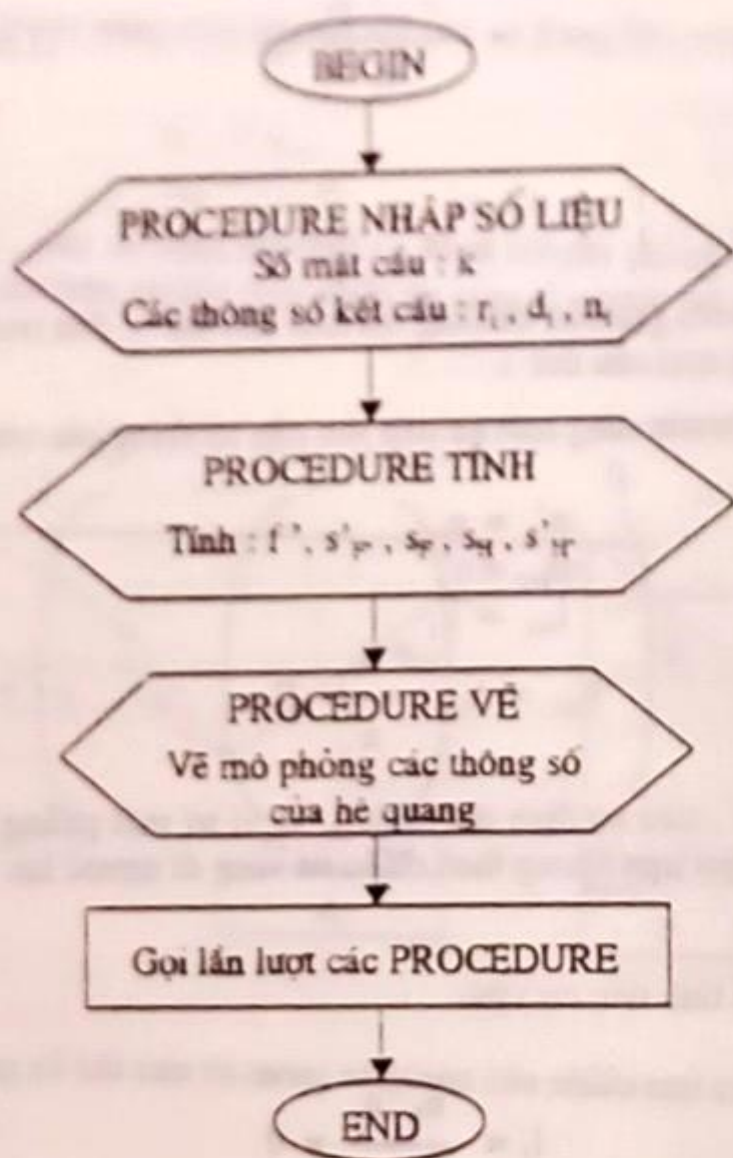 BEGIN
PROCEDURE NHẬP SỐ LIỆU
Số mặt cầu : k
Các thông số kết cấu : rᵢ , dᵢ , nᵢ
PROCEDURE TÍNH
Tính : f ’, s’F’ , sF, sH, s’H’
PROCEDURE VẼ
Vẽ mô phỏng các thông số
của hệ quang
Gọi lần lượt các PROCEDURE
END